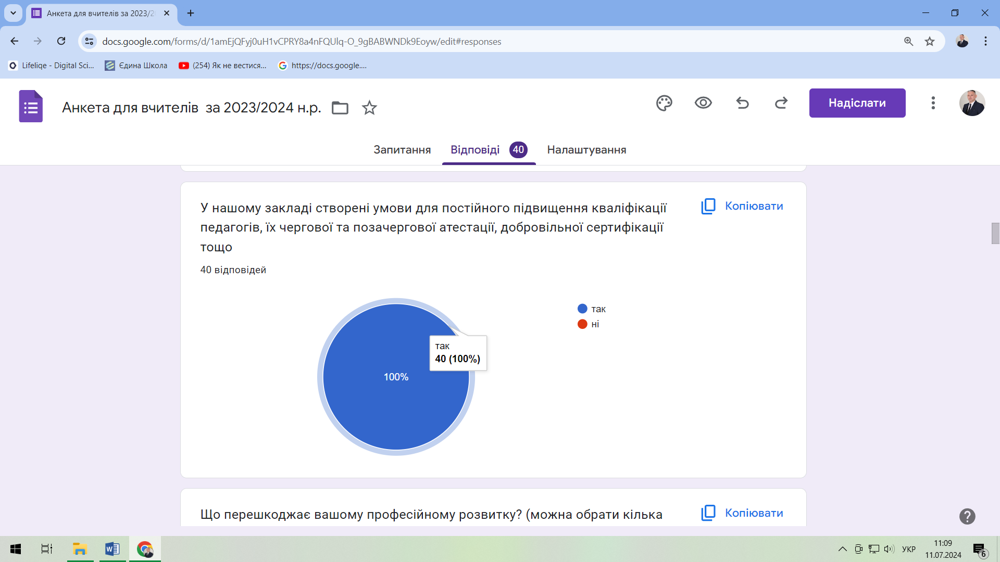 Анкета для вчителів за 2023/2
docs.google.com/forms/d/1amEjQFyj0uH1vCPRY8a4nFQUlq-O_9gBABWNDk9Eoyw/edit#responses
Lifeliqe - Digital Sci...
Єдина Школа
(254) Як не вестися...
https://docs.google....
Анкета для вчителів за 2023/2024 н.р.
Надіслати
Запитання
Відповіді 40
Налаштування
У нашому закладі створені умови для постійного підвищення кваліфікації
педагогів, їх чергової та позачергової атестації, добровільної сертифікації
тощо
Копіювати
40 відповідей
так
ні
так
40 (100%)
100%
Що перешкоджає вашому професійному розвитку? (можна обрати кілька
Копіювати
УКР
11:09
11.07.2024
6